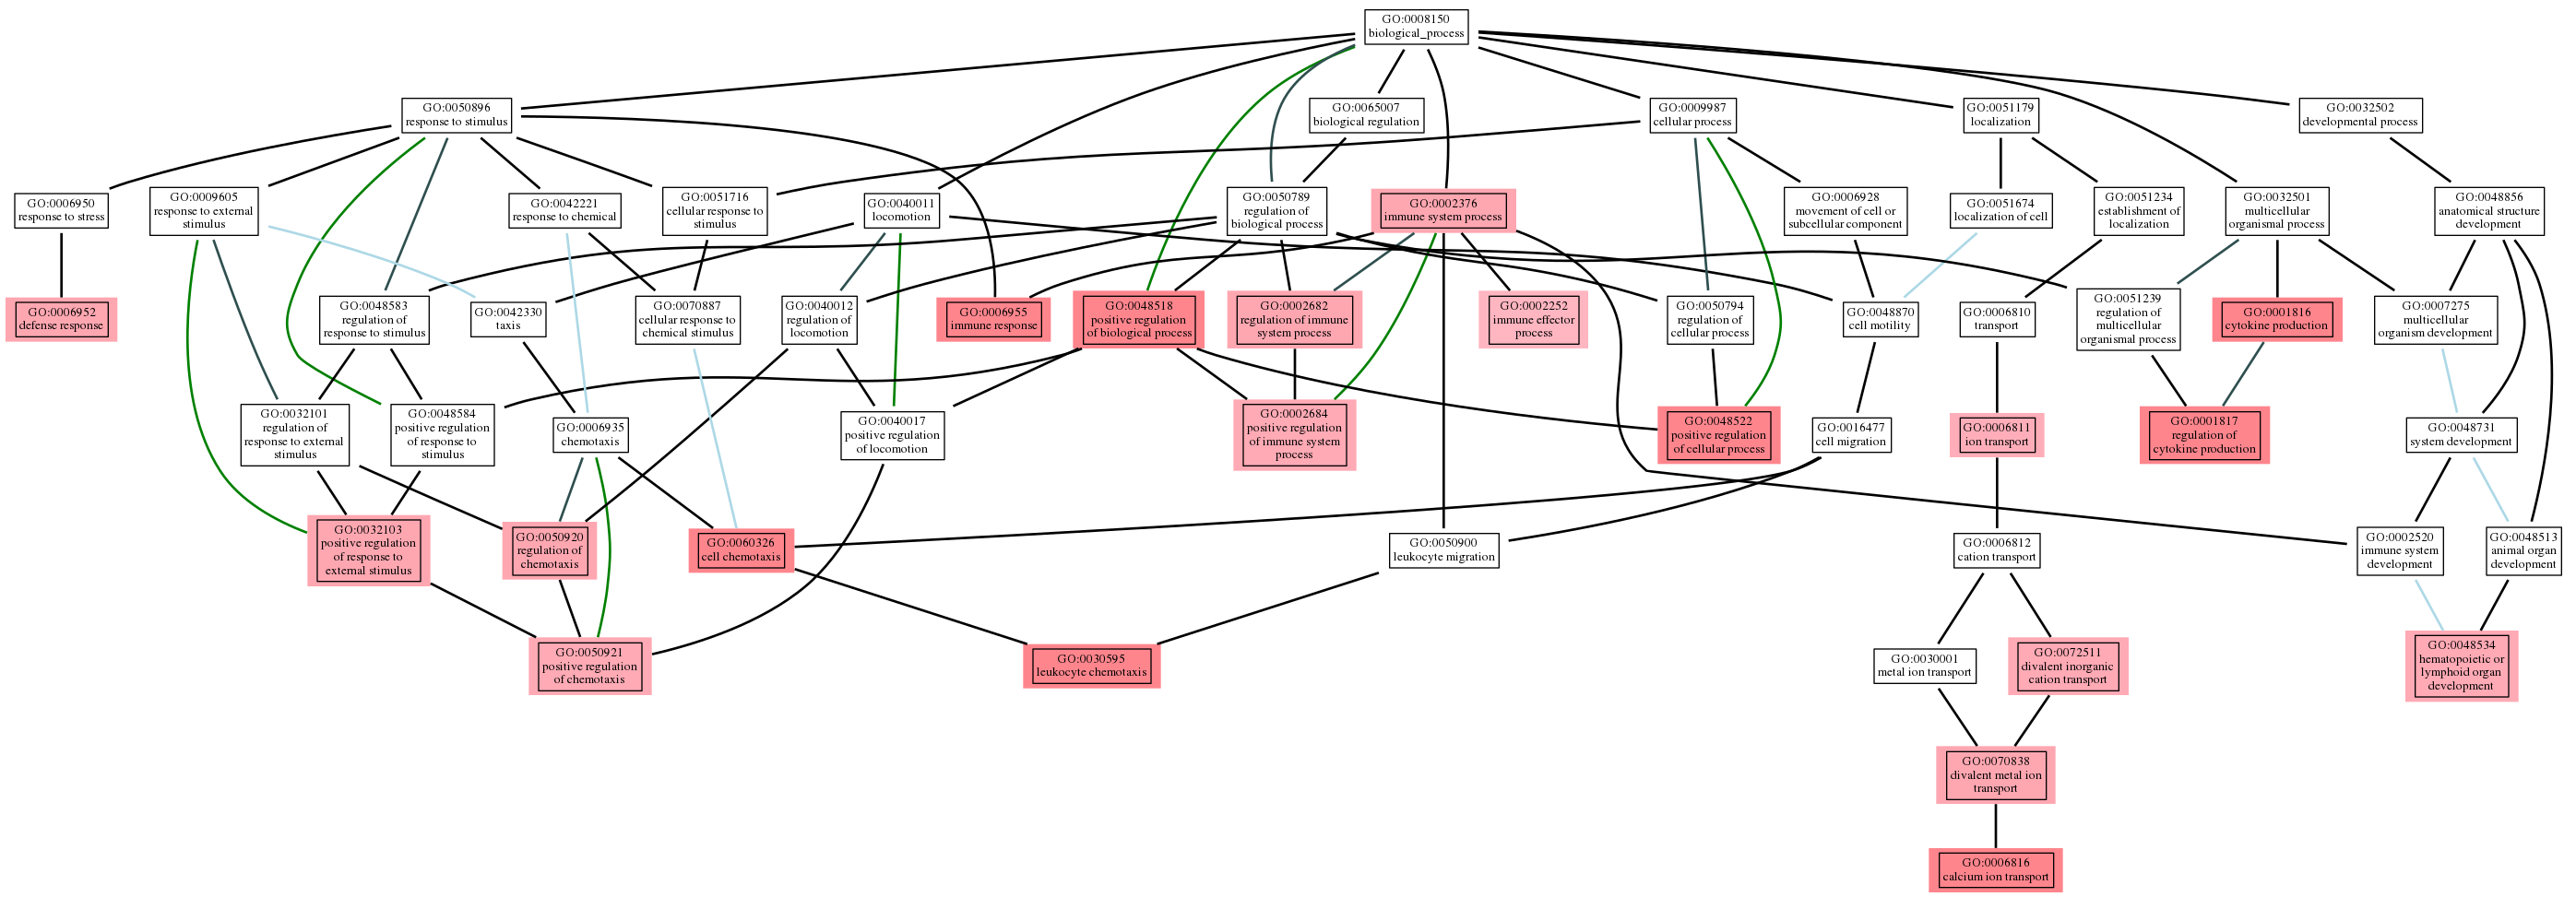 GO:0008150
biological_process
GO:0050896
response to stimulus
GO:0065007
biological regulation
GO:0009987
cellular process
GO:0051179
localization
GO:0032502
developmental process
GO:0006950
response to stress
GO:0009605
response to external
stimulus
GO:0042221
response to chemical
GO:0051716
cellular response to
stimulus
GO:0040011
locomotion
GO:0050789
regulation of
biological process
GO:0002376
immune system process
GO:0006928
movement of cell or
subcellular component
GO:0051674
localization of cell
GO:0051234
establishment of
localization
GO:0032501
multicellular
organismal process
GO:0048856
anatomical structure
development
GO:0006952
defense response
GO:0048583
regulation of
response to stimulus
GO:0042330
taxis
GO:0070887
cellular response to
chemical stimulus
GO:0040012
regulation of
locomotion
GO:0006955
immune response
GO:0048518
positive regulation
of biological process
GO:0002682
regulation of immune
system process
GO:0002252
immune effector
process
GO:0050794
regulation of
cellular process
GO:0048870
cell motility
GO:0006810
transport
GO:0051239
regulation of
multicellular
organismal process
GO:0001816
cytokine production
GO:0007275
multicellular
organism development
GO:0032101
regulation of
response to external
stimulus
GO:0048584
positive regulation
of response to
stimulus
GO:0006935
chemotaxis
GO:0040017
positive regulation
of locomotion
GO:0002684
positive regulation
of immune system
process
GO:0048522
positive regulation
of cellular process
GO:0016477
cell migration
GO:0006811
ion transport
GO:0001817
regulation of
cytokine production
GO:0048731
system development
GO:0032103
positive regulation
of response to
external stimulus
GO:0050920
regulation of
chemotaxis
GO:0060326
cell chemotaxis
GO:0050900
leukocyte migration
GO:0006812
cation transport
GO:0002520
immune system
development
GO:0048513
animal organ
development
GO:0050921
positive regulation
of chemotaxis
GO:0030595
leukocyte chemotaxis
GO:0030001
metal ion transport
GO:0072511
divalent inorganic
cation transport
GO:0048534
hematopoietic or
lymphoid organ
development
GO:0070838
divalent metal ion
transport
GO:0006816
calcium ion transport